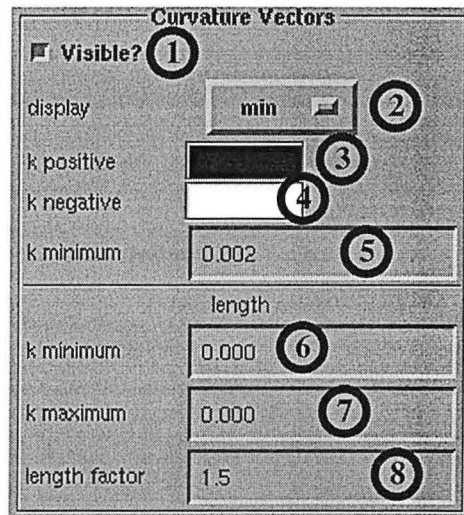 Curvature Vectors
Visible? 1
display min 2
k positive 3
k negative 4
k minimum 0.002 5
length
k minimum 0.000 6
k maximum 0.000 7
length factor 1.5 8